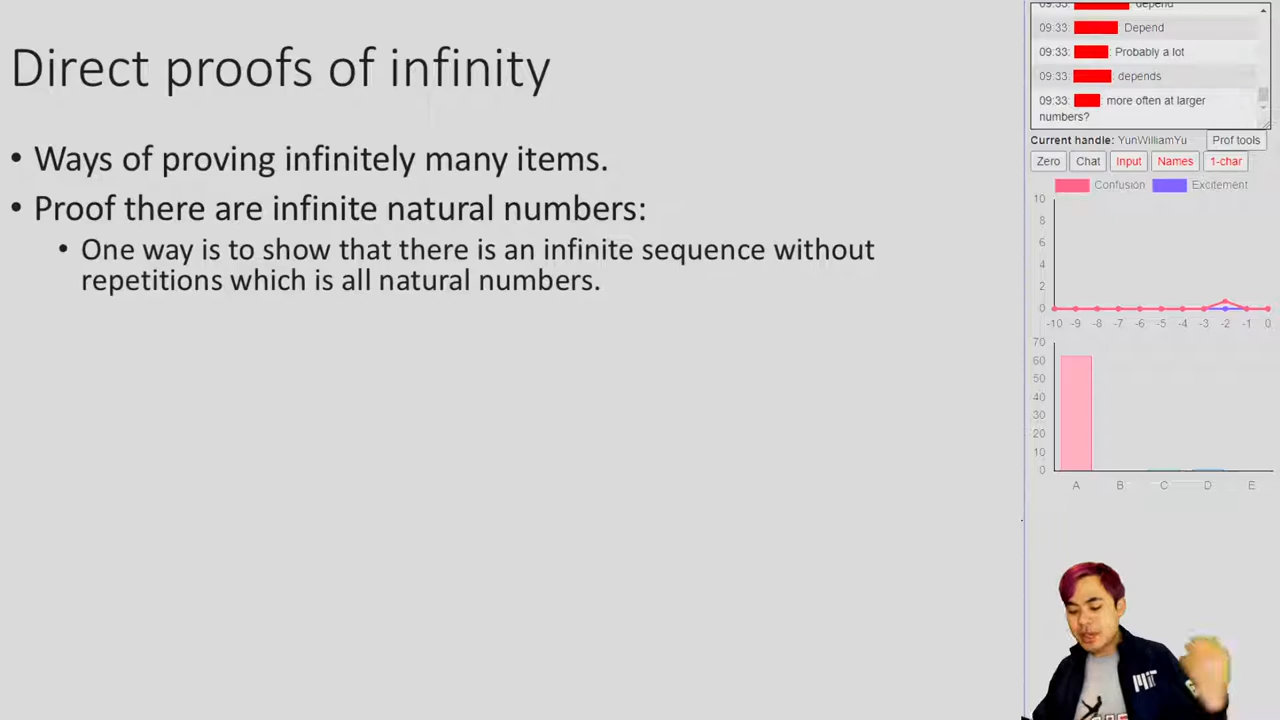 Direct proofs of infinity
• Ways of proving infinitely many items.
• Proof there are infinite natural numbers:
• One way is to show that there is an infinite sequence without
repetitions which is all natural numbers.
09:33: depend
09:33: Depend
09:33: : Probably a lot
09:33: : depends
09:33: : more often at larger
numbers?
Current handle: YunWilliamYu Prof tools
Zero Chat Input Names 1-char
Confusion Excitement
10
8
6
4
2
0
-10 -9 -8 -7 -6 -5 -4 -3 -2 -1 0
70
60
50
40
30
20
10
0
A B C D E
MIT